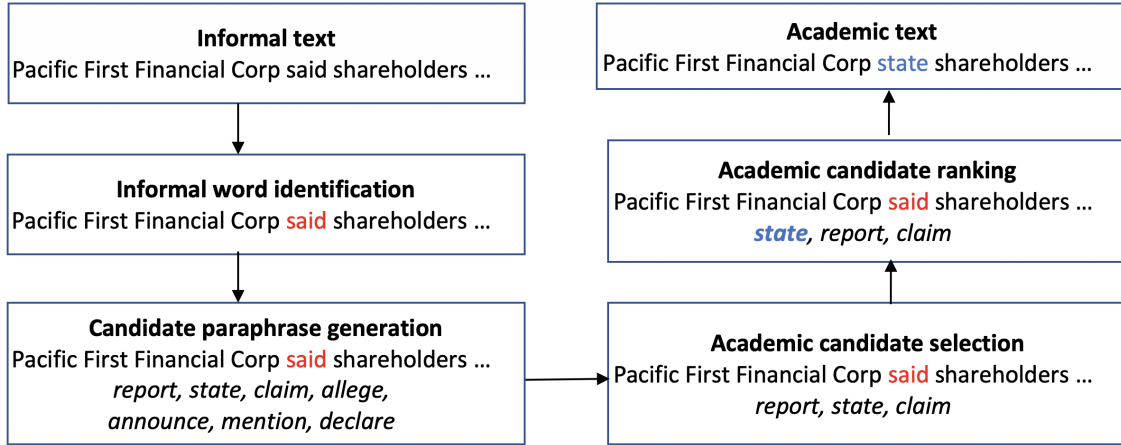 Informal text
Pacific First Financial Corp said shareholders ...
Informal word identification
Pacific First Financial Corp said shareholders ...
Candidate paraphrase generation
Pacific First Financial Corp said shareholders ...
report, state, claim, allege,
announce, mention, declare
Academic candidate selection
Pacific First Financial Corp said shareholders ...
report, state, claim
Academic candidate ranking
Pacific First Financial Corp said shareholders ...
state, report, claim
Academic text
Pacific First Financial Corp state shareholders ...